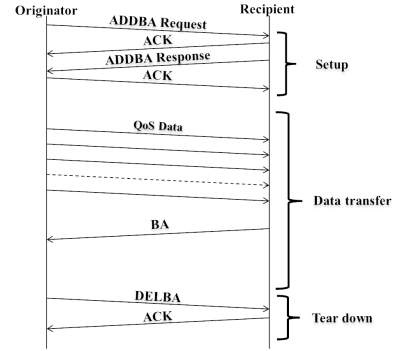 Originator
Recipient
ADDBA Request
ACK
ADDBA Response
ACK
Setup
QoS Data
Data transfer
BA
DELBA
ACK
Tear down